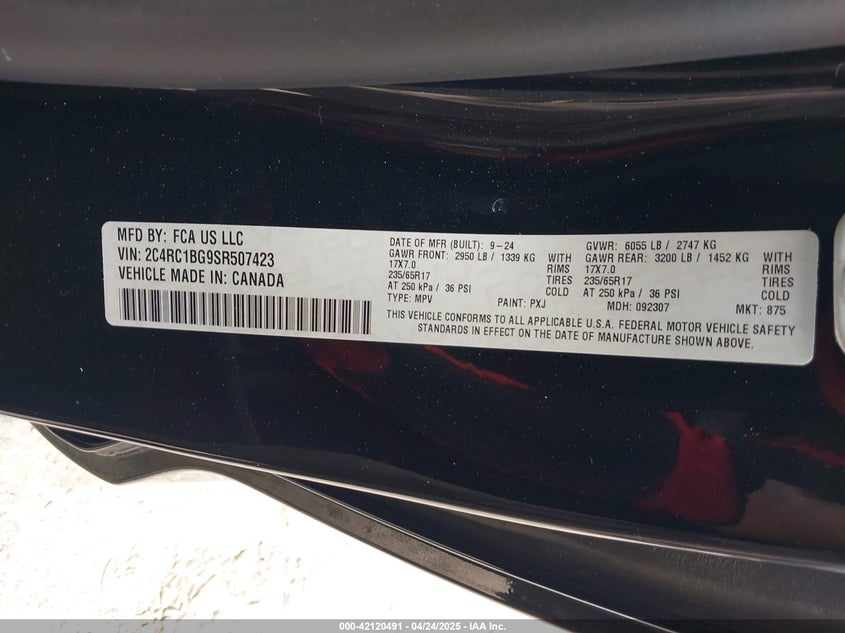 MFD BY: FCA US LLC
VIN: 2C4RC1BG9SR507423
VEHICLE MADE IN: CANADA
DATE OF MFR (BUILT): 9-24 GVWR: 6055 LB / 2747 KG
GAWR FRONT: 2950 LB / 1339 KG WITH GAWR REAR: 3200 LB / 1452 KG WITH
17X7.0 RIMS 17X7.0 RIMS
235/65R17 TIRES 235/65R17 TIRES
AT 250 kPa / 36 PSI COLD AT 250 kPa / 36 PSI COLD
TYPE: MPV PAINT: PXJ MDH: 092307 MKT: 875
THIS VEHICLE CONFORMS TO ALL APPLICABLE U.S.A. FEDERAL MOTOR VEHICLE SAFETY
STANDARDS IN EFFECT ON THE DATE OF MANUFACTURE SHOWN ABOVE.
000-42120491 - 04/24/2025 - IAA Inc.